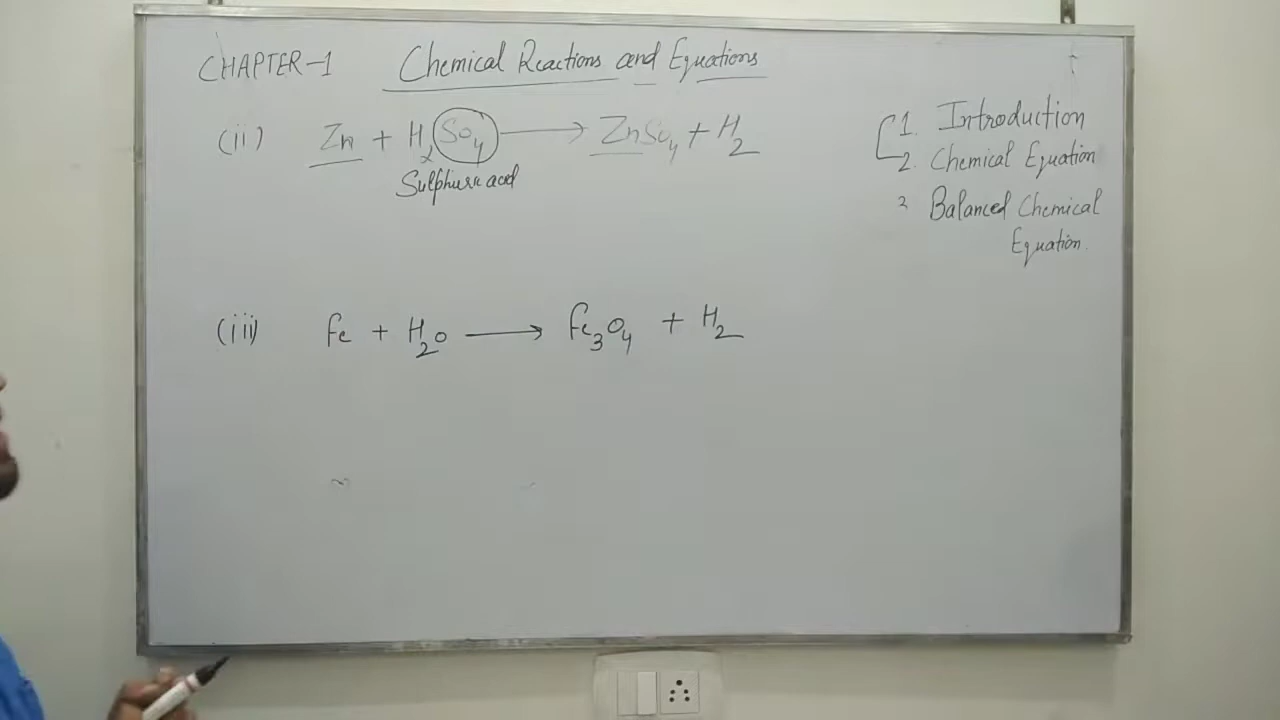 CHAPTER-1 Chemical Reactions and Equations
(ii) Zn + H₂SO₄ ⟶ ZnSO₄ + H₂
Sulphuric acid
(iii) Fe + H₂O ⟶ Fe₃O₄ + H₂
1. Introduction
2. Chemical Equation
3 Balanced Chemical
Equation.